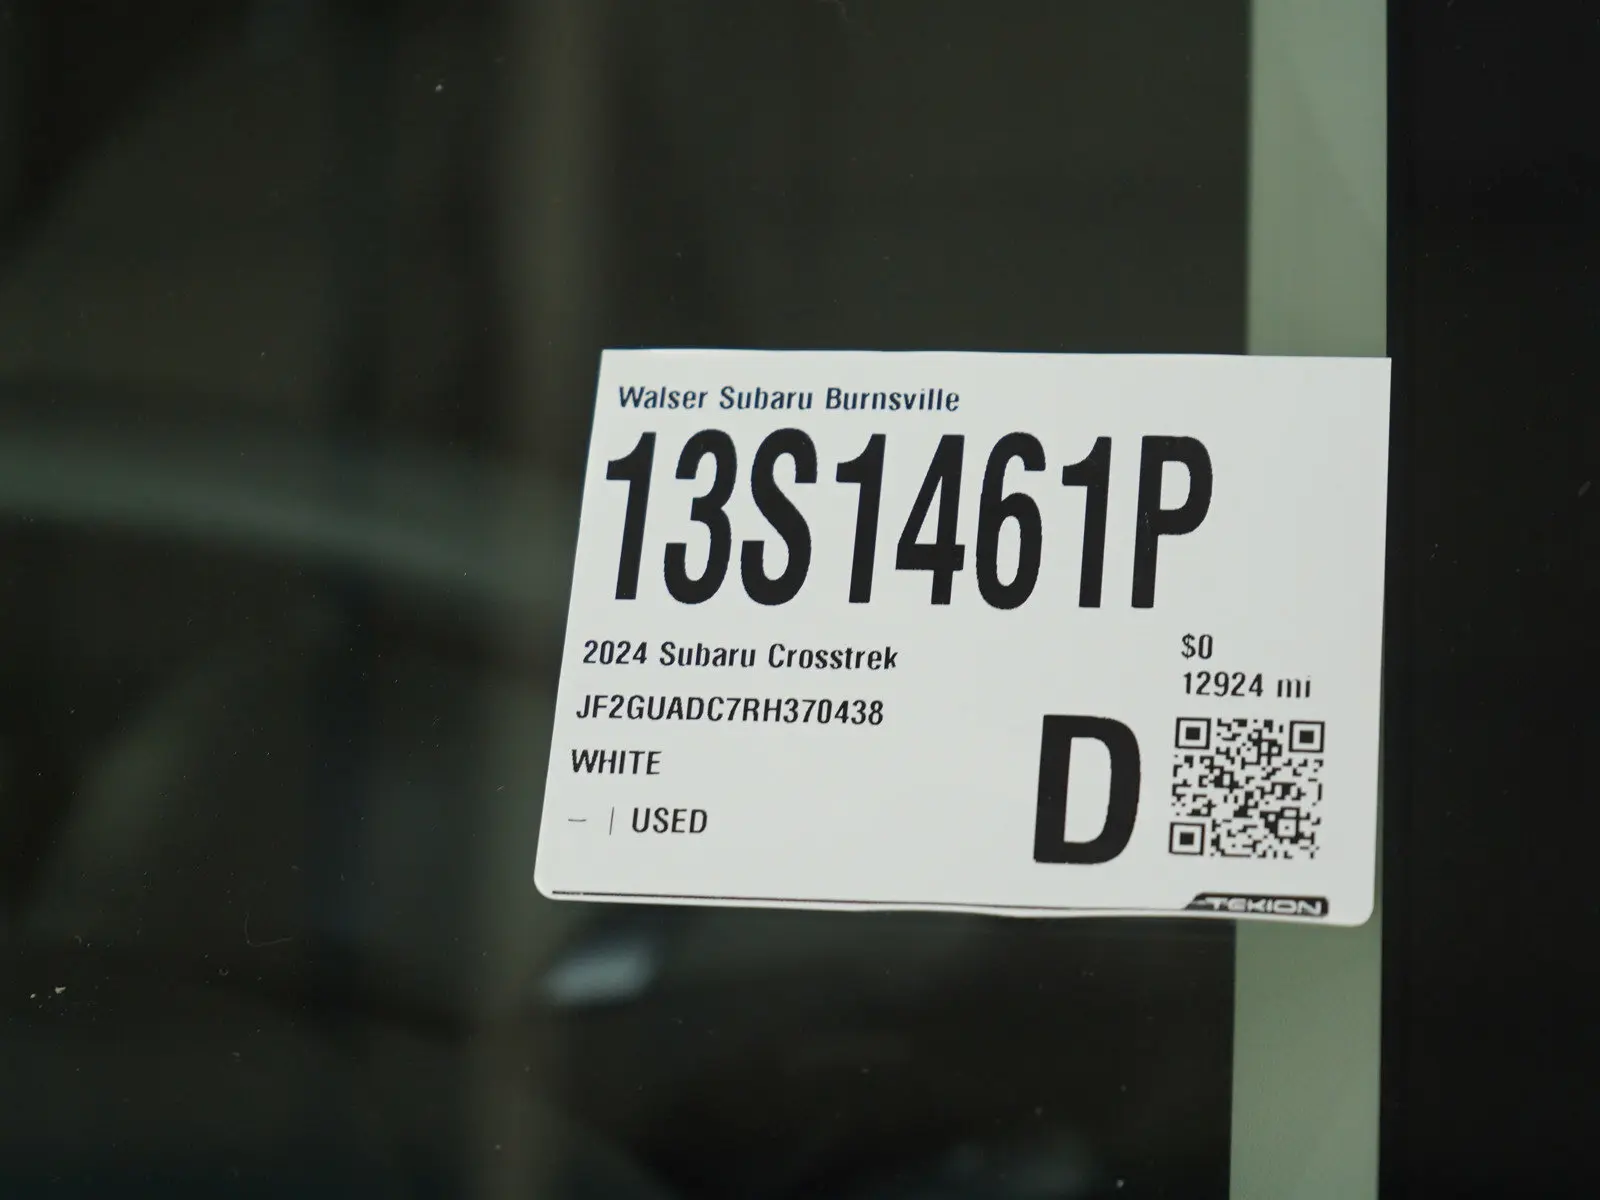 Walser Subaru Burnsville
13S1461P
2024 Subaru Crosstrek
$0
12924 mi
JF2GUADC7RH370438
WHITE
– | USED
D
TEKION